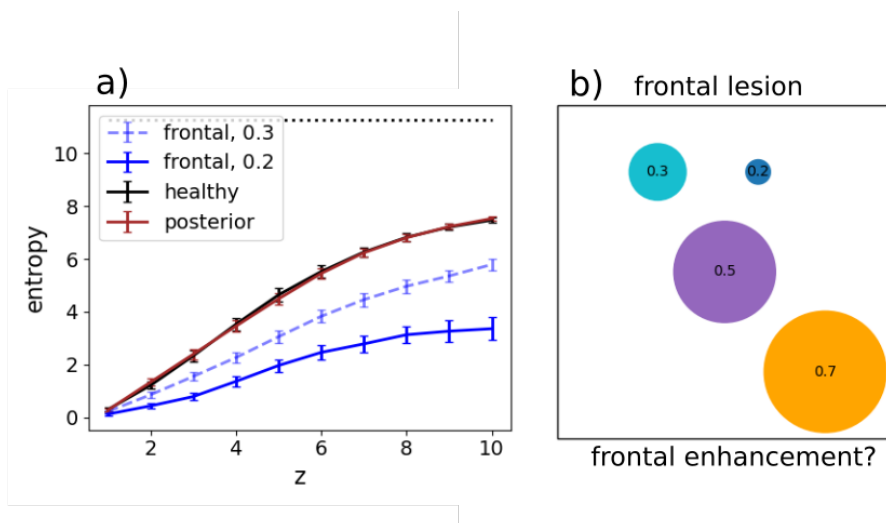 a)
entropy
10
8
6
4
2
0
frontal, 0.3
frontal, 0.2
healthy
posterior
2 4 6 8 10
z
b)
frontal lesion
0.3 0.2
0.5
0.7
frontal enhancement?